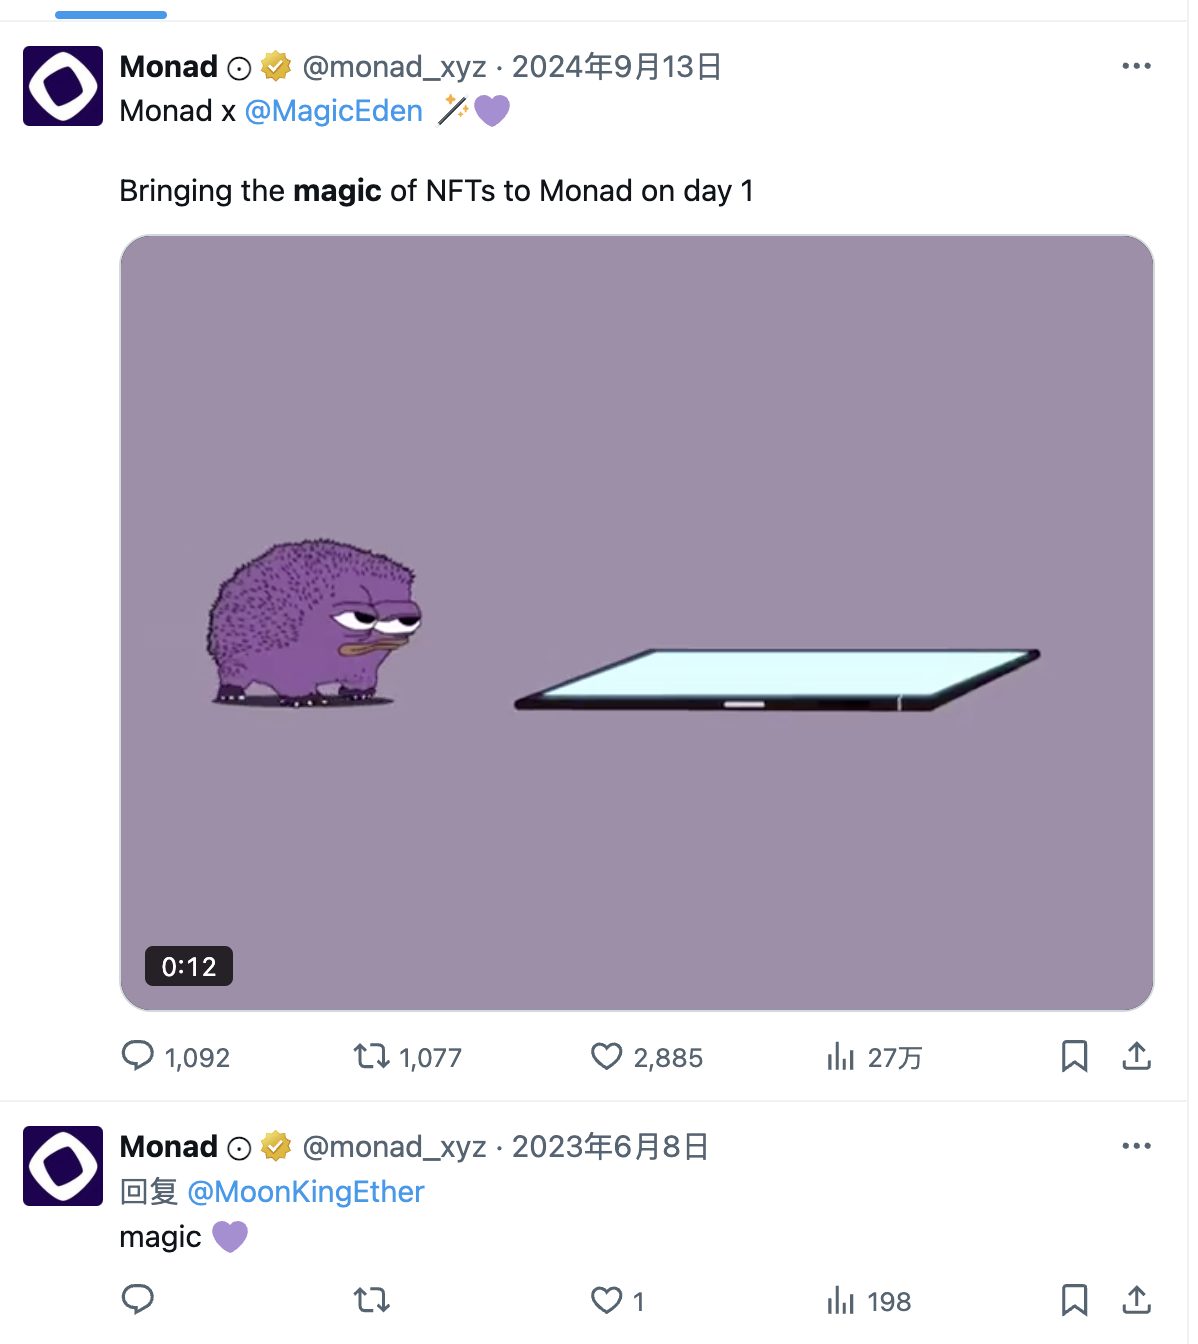 Monad ⨀ @monad_xyz · 2024年9月13日
Monad x @MagicEden 🪄💜
Bringing the magic of NFTs to Monad on day 1
0:12
1,092 1,077 2,885 27万
Monad ⨀ @monad_xyz · 2023年6月8日
回复 @MoonKingEther
magic 💜
1 198